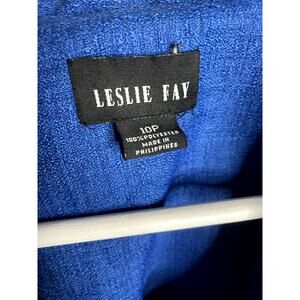 LESLIE FAY
10P
100% POLYESTER
MADE IN
PHILIPPINES